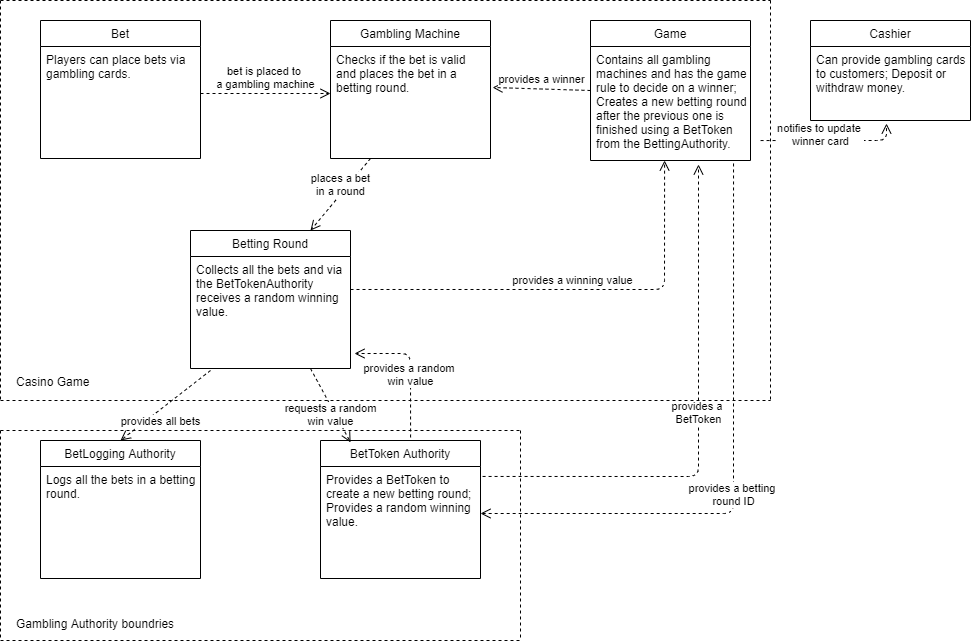 Bet
Players can place bets via
gambling cards.
bet is placed to
a gambling machine
Gambling Machine
Checks if the bet is valid
and places the bet in a
betting round.
provides a winner
Game
Contains all gambling
machines and has the game
rule to decide on a winner;
Creates a new betting round
after the previous one is
finished using a BetToken
from the BettingAuthority.
Cashier
Can provide gambling cards
to customers; Deposit or
withdraw money.
notifies to update
winner card
places a bet
in a round
Betting Round
Collects all the bets and via
the BetTokenAuthority
receives a random winning
value.
provides a winning value
provides a random
win value
Casino Game
provides all bets
requests a random
win value
provides a
BetToken
BetLogging Authority
Logs all the bets in a betting
round.
BetToken Authority
Provides a BetToken to
create a new betting round;
Provides a random winning
value.
provides a betting
round ID
Gambling Authority boundries